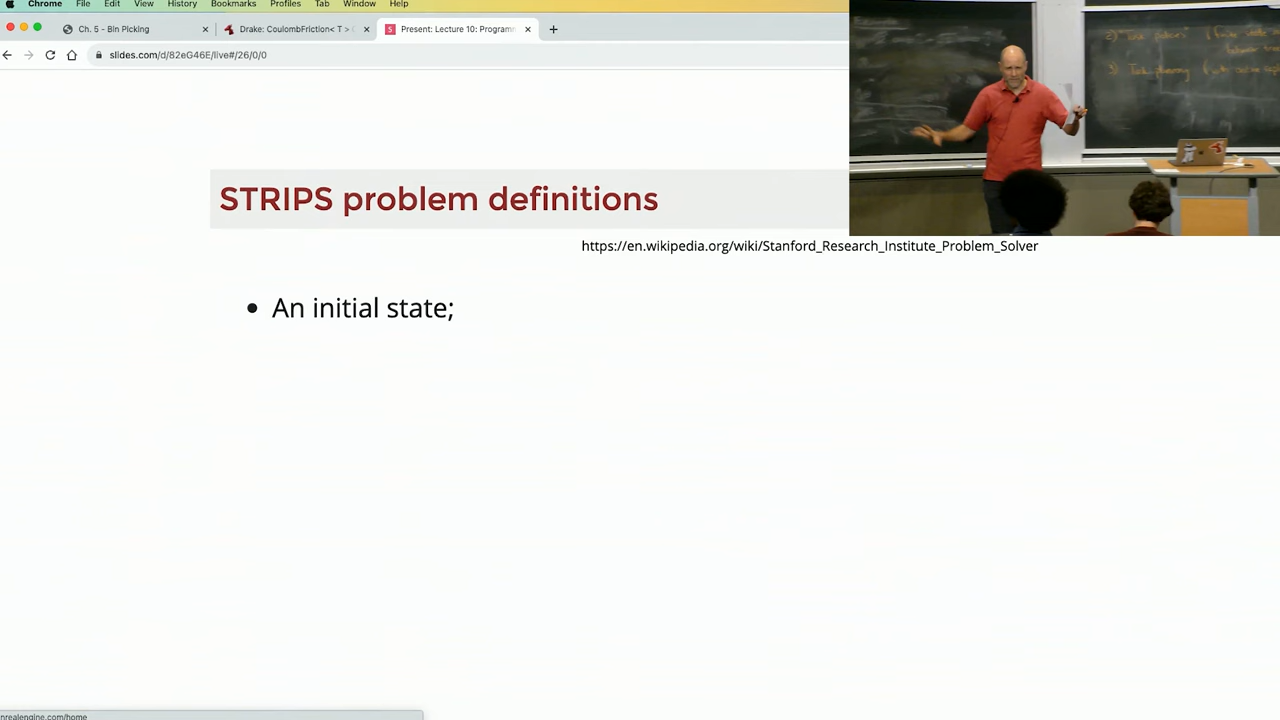 Chrome File Edit View History Bookmarks Profiles Tab Window Help
Ch. 5 - Bin Picking
Drake: CoulombFriction< T >
Present: Lecture 10: Programm
slides.com/d/82eG46E/live#/26/0/0
STRIPS problem definitions
https://en.wikipedia.org/wiki/Stanford_Research_Institute_Problem_Solver
• An initial state;
nrealengine.com/home